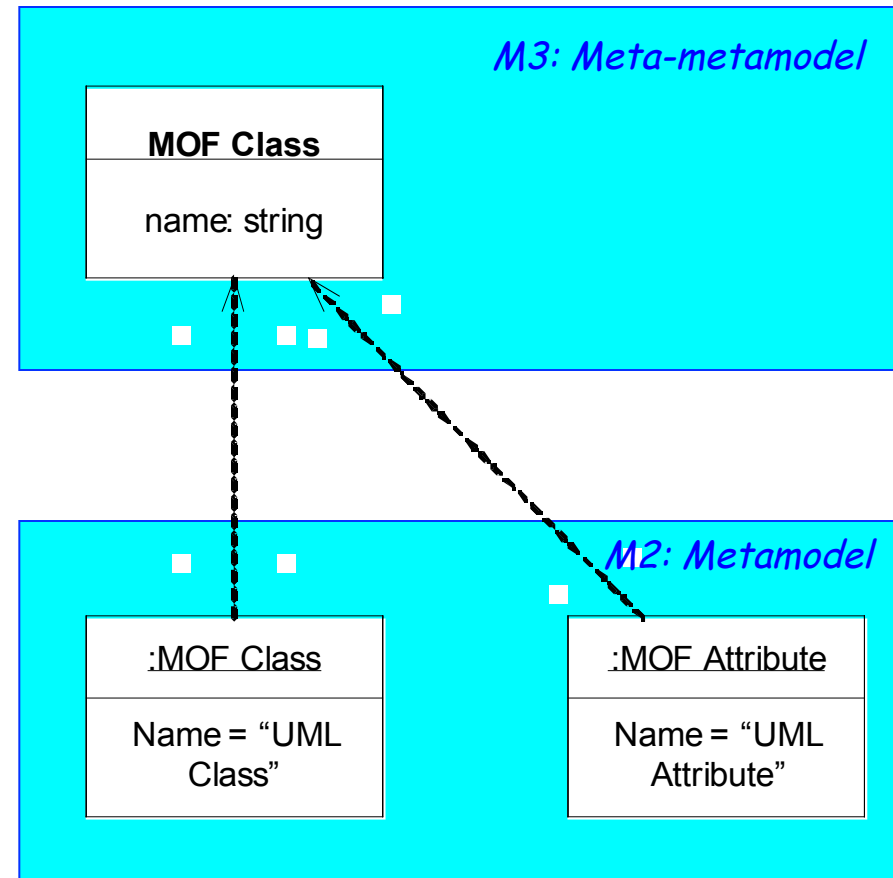 M3: Meta-metamodel
MOF Class
name: string
M2: Metamodel
:MOF Class
Name = “UML
Class”
:MOF Attribute
Name = “UML
Attribute”